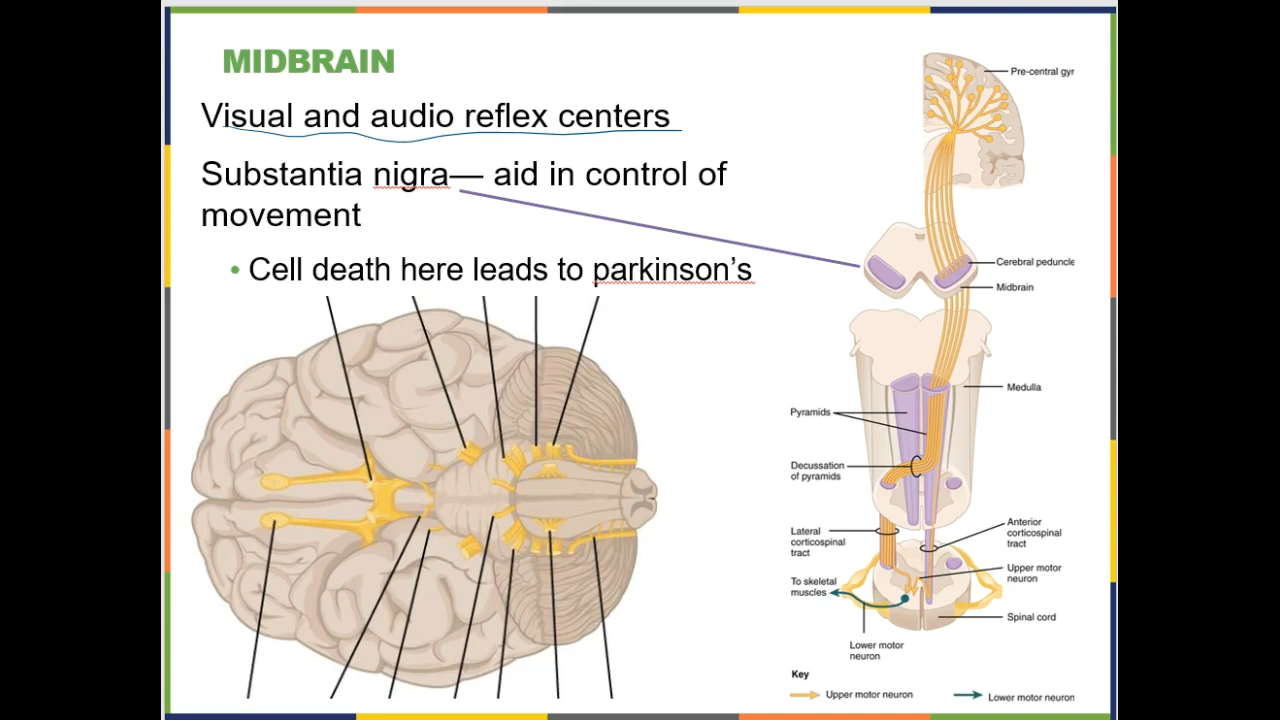 MIDBRAIN
Visual and audio reflex centers
Substantia nigra— aid in control of
movement
• Cell death here leads to parkinson's
Pre-central gyr
Cerebral peduncle
Midbrain
Medulla
Pyramids
Decussation
of pyramids
Lateral
corticospinal
tract
Anterior
corticospinal
tract
Upper motor
neuron
To skeletal
muscles
Spinal cord
Lower motor
neuron
Key
Upper motor neuron
Lower motor neuron